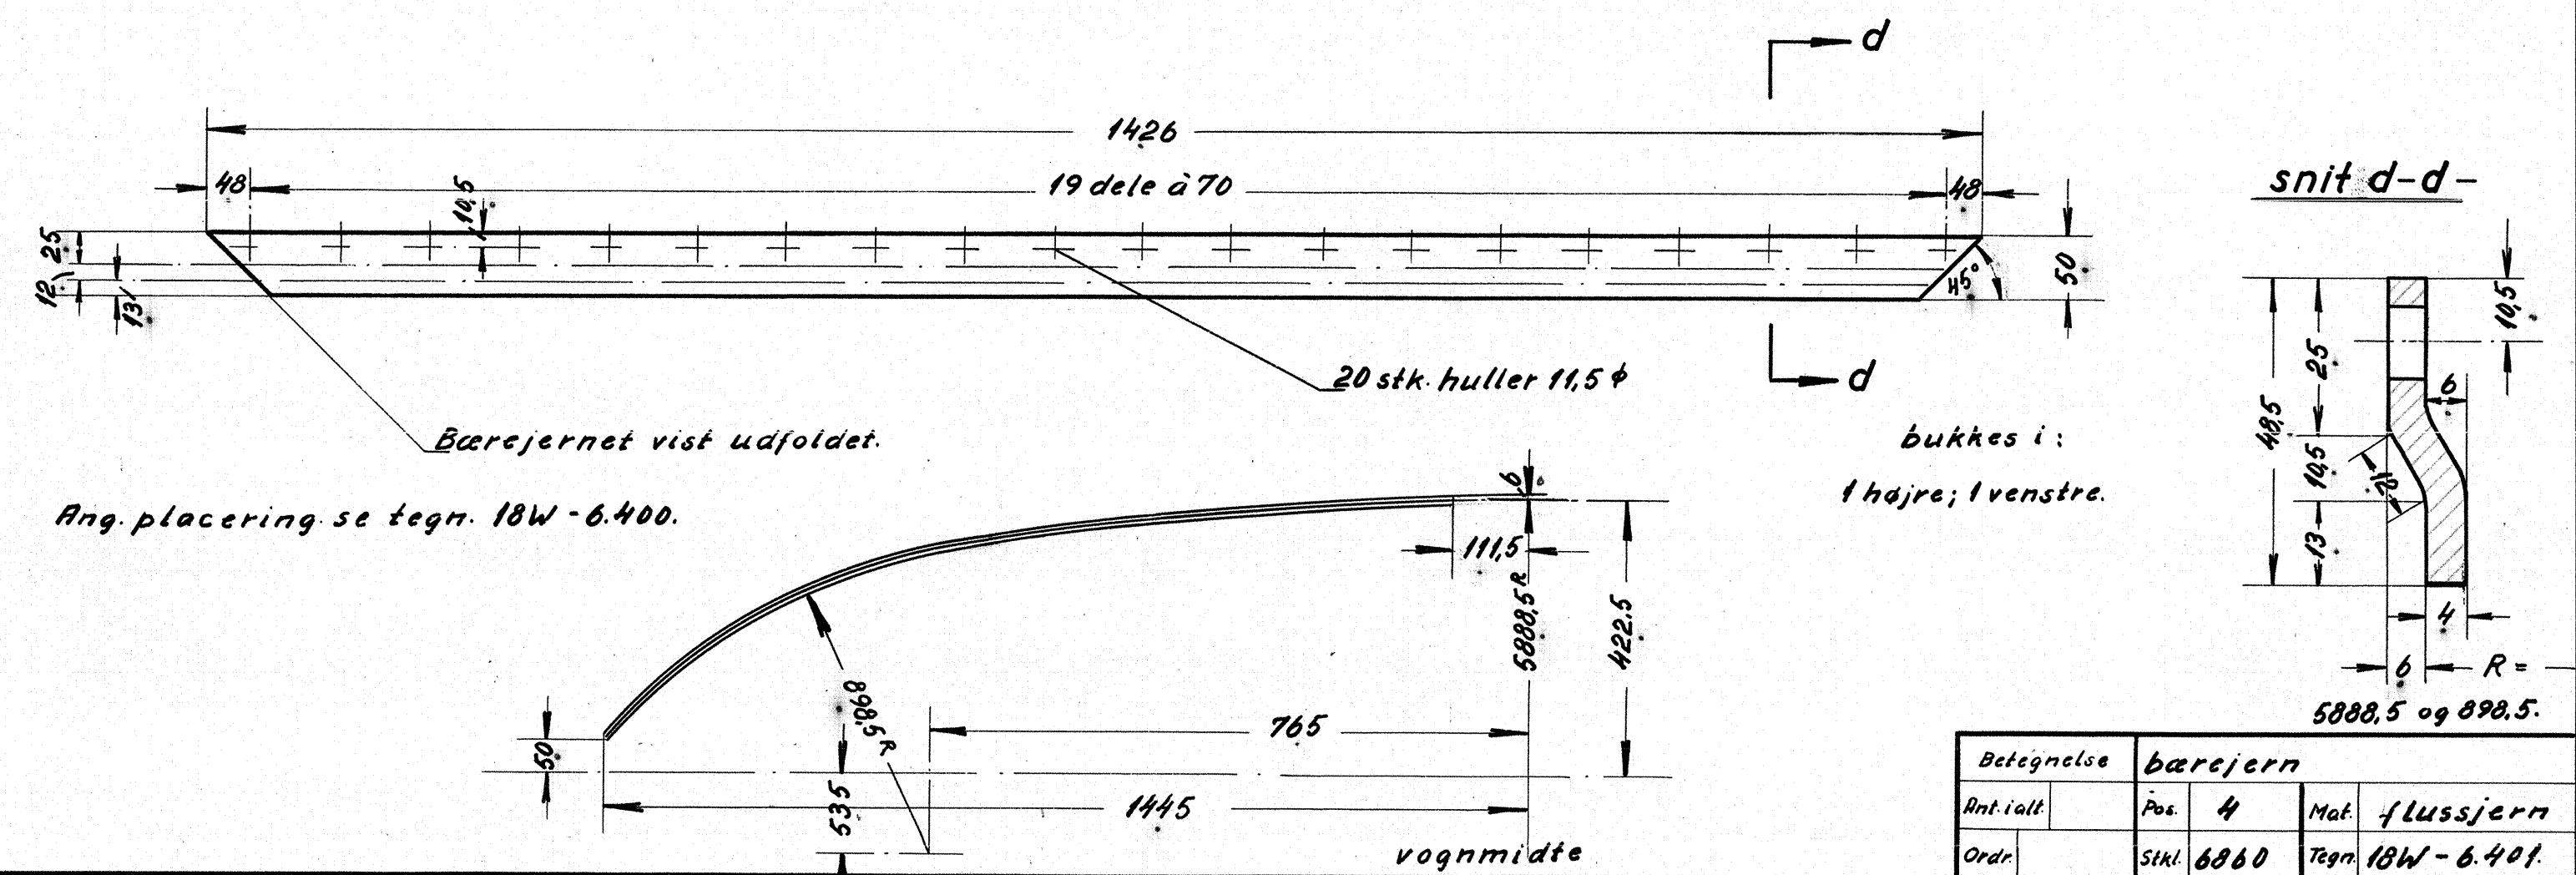 d
1426
48
19 dele à 70
48
10,5
25
12
13
45°
50
20 stk. huller 11,5 ϕ
d
Bærejernet vist udfoldet.
Ang. placering se tegn. 18W - 6.400.
bukkes i :
1 højre; 1 venstre.
6
111,5
5888,5 R
422,5
898,5 R
50
765
535
1445
vognmidte
snit d-d-
10,5
25
48,5
6
10,5
12
13
4
6
R =
5888,5 og 898,5.
Betegnelse bærejern
Ant. ialt. Pos. 4 Mat. flussjern
Ordr. Stkl. 6860 Tegn. 18W - 6.401.